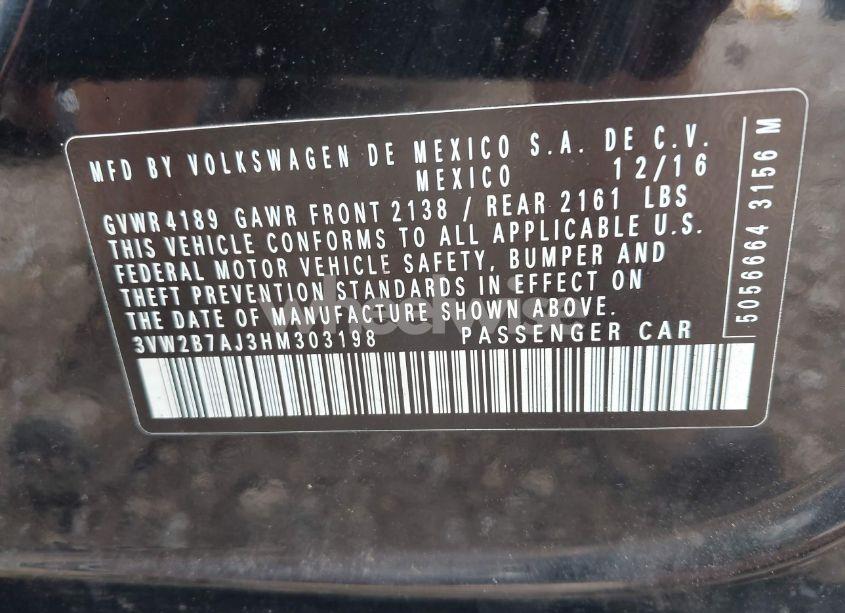 MFD BY VOLKSWAGEN DE MEXICO S.A. DE C.V.
MEXICO 12/16
GVWR 4189 GAWR FRONT 2138 / REAR 2161 LBS
THIS VEHICLE CONFORMS TO ALL APPLICABLE U.S.
FEDERAL MOTOR VEHICLE SAFETY, BUMPER AND
THEFT PREVENTION STANDARDS IN EFFECT ON
THE DATE OF MANUFACTURE SHOWN ABOVE.
3VW2B7AJ3HM303198 PASSENGER CAR
5056664 3156 M
wheelwise